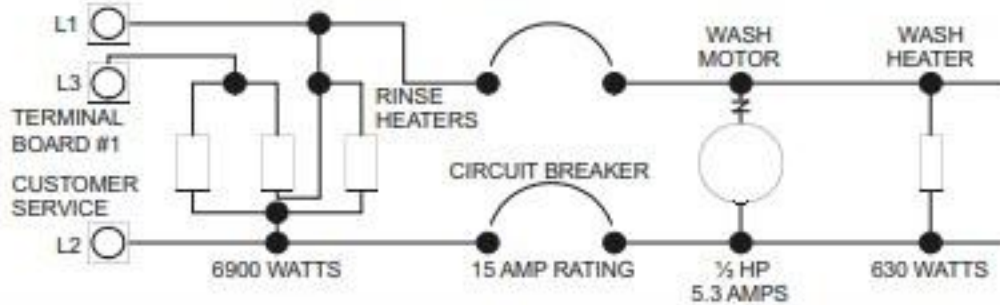 L1
L3
TERMINAL
BOARD #1
CUSTOMER
SERVICE
L2
RINSE
HEATERS
6900 WATTS
CIRCUIT BREAKER
15 AMP RATING
WASH
MOTOR
½ HP
5.3 AMPS
WASH
HEATER
630 WATTS